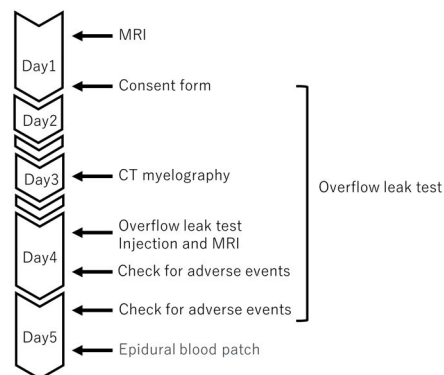 MRI
Day1
Consent form
Day2
Day3
CT myelography
Overflow leak test
Overflow leak test
Injection and MRI
Day4
Check for adverse events
Check for adverse events
Day5
Epidural blood patch